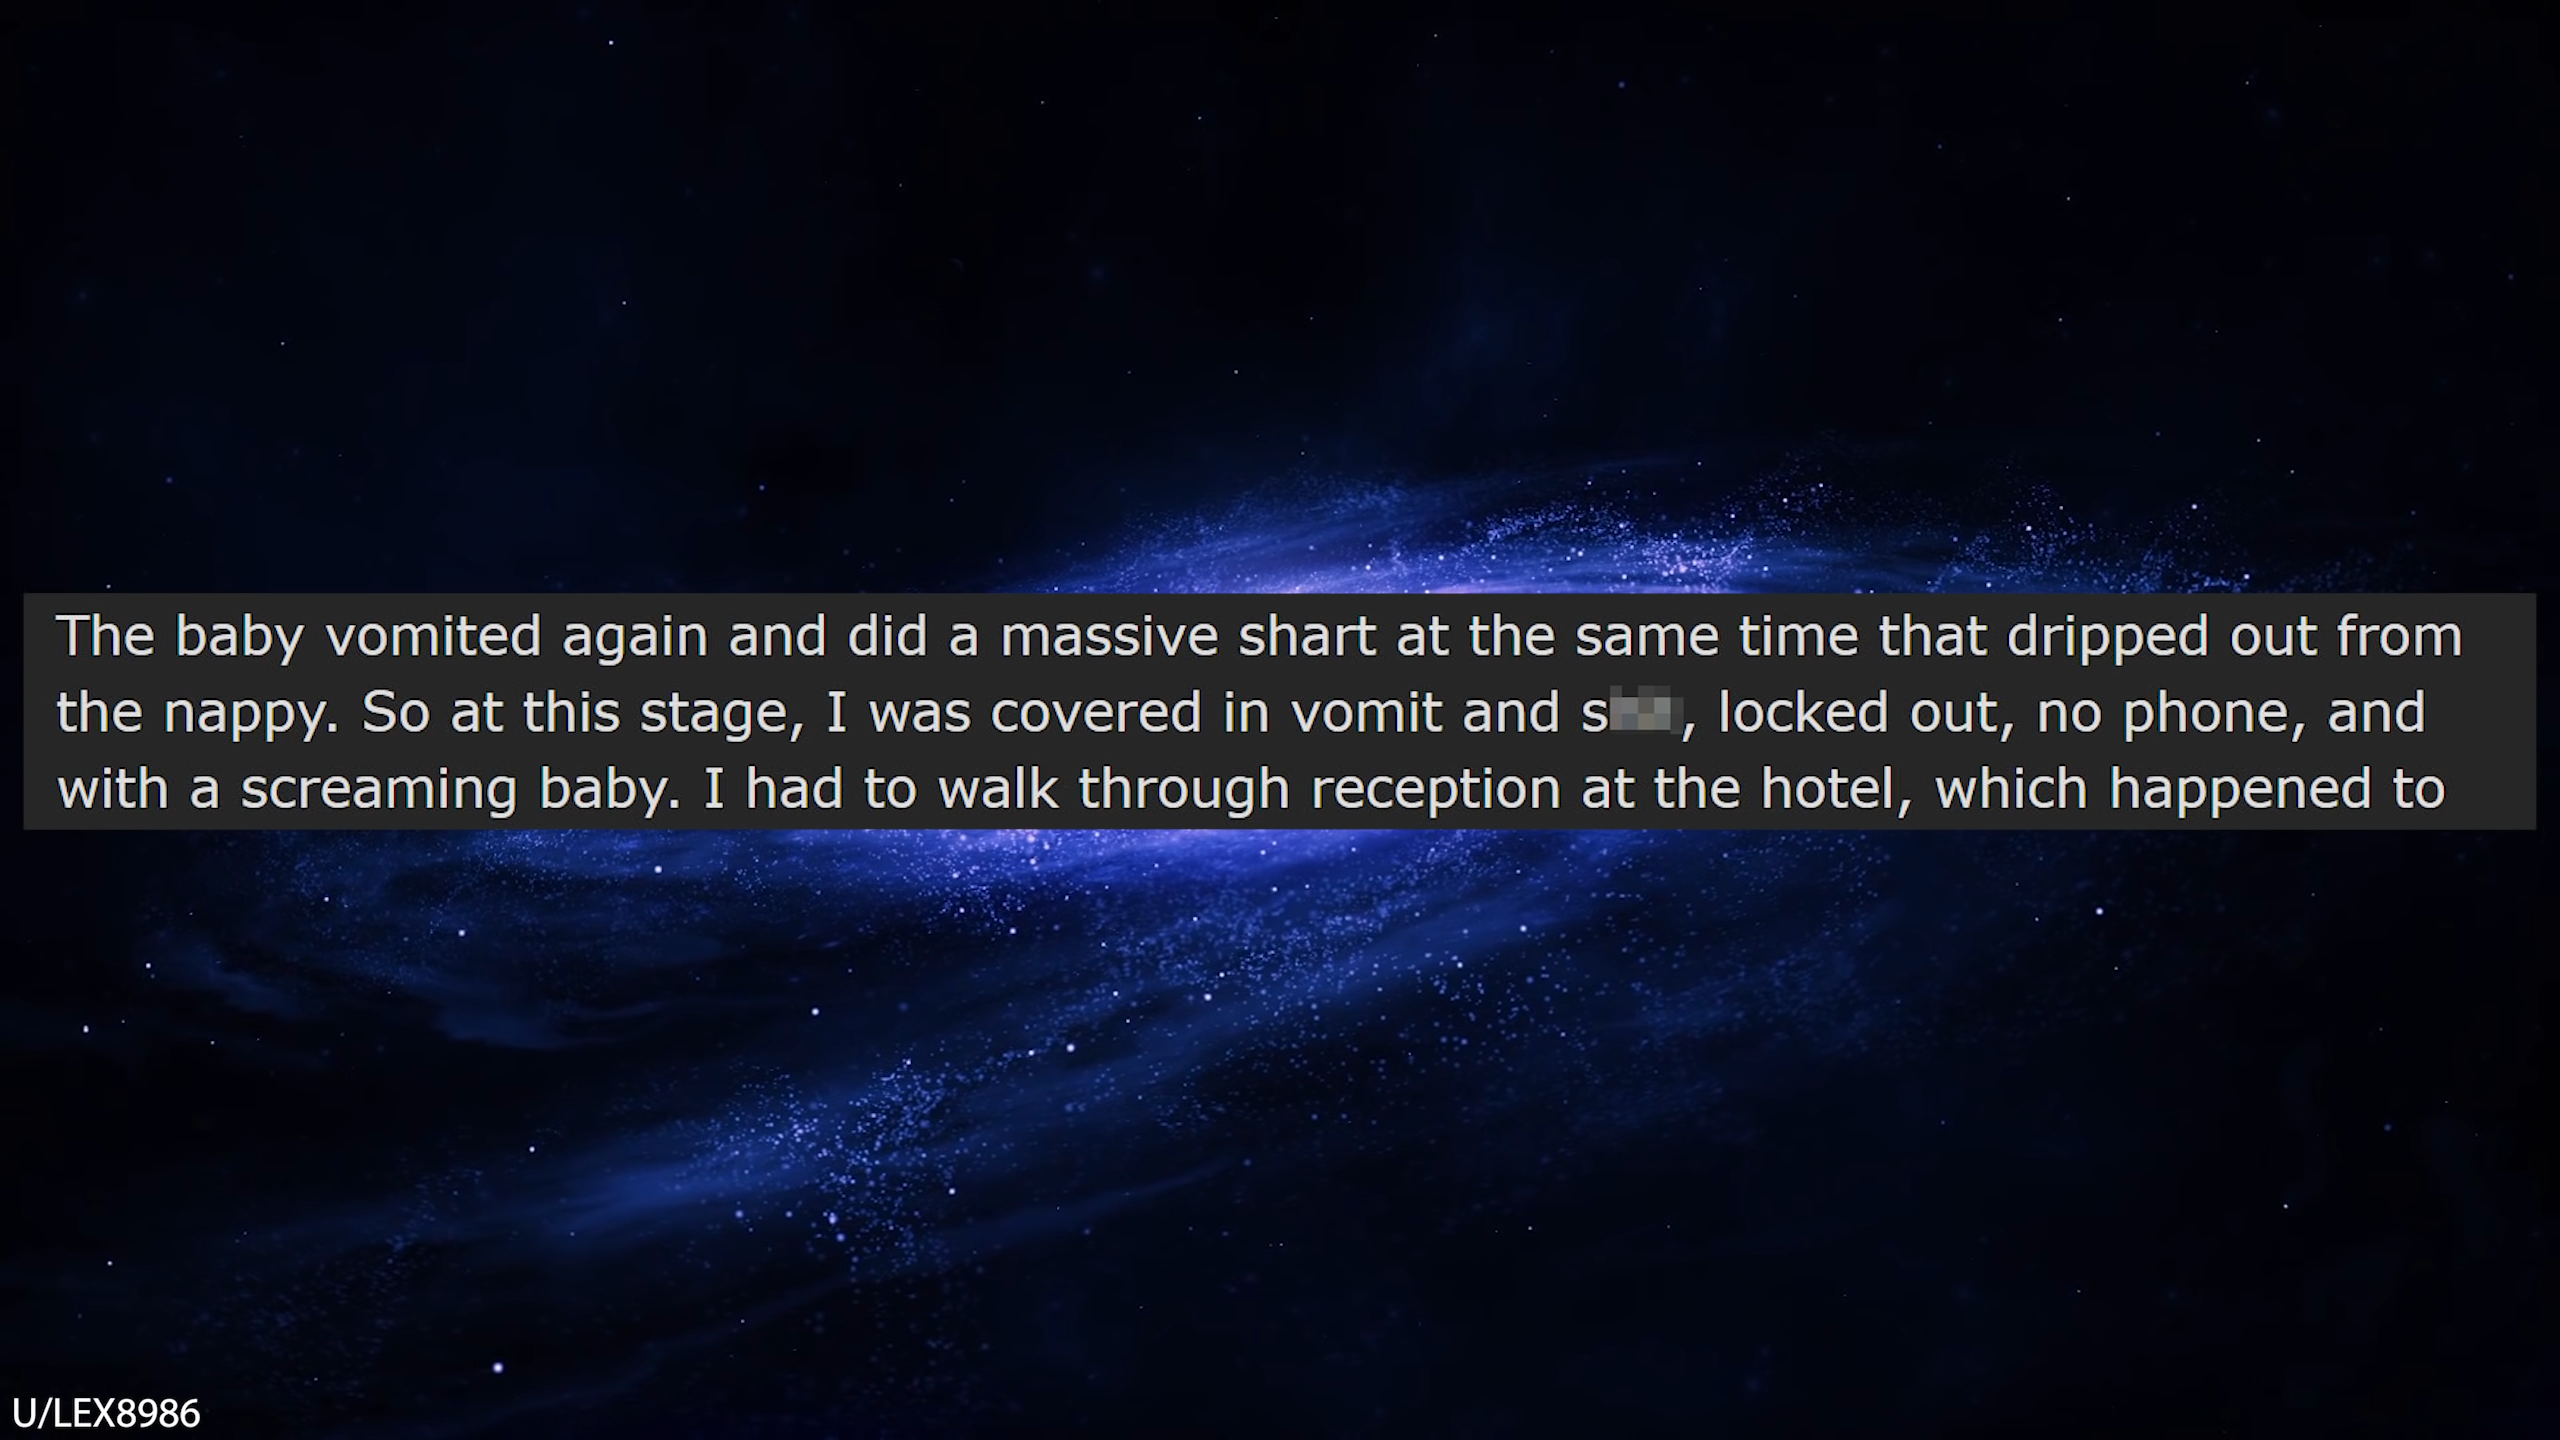 The baby vomited again and did a massive shart at the same time that dripped out from
the nappy. So at this stage, I was covered in vomit and s, locked out, no phone, and
with a screaming baby. I had to walk through reception at the hotel, which happened to
U/LEX8986